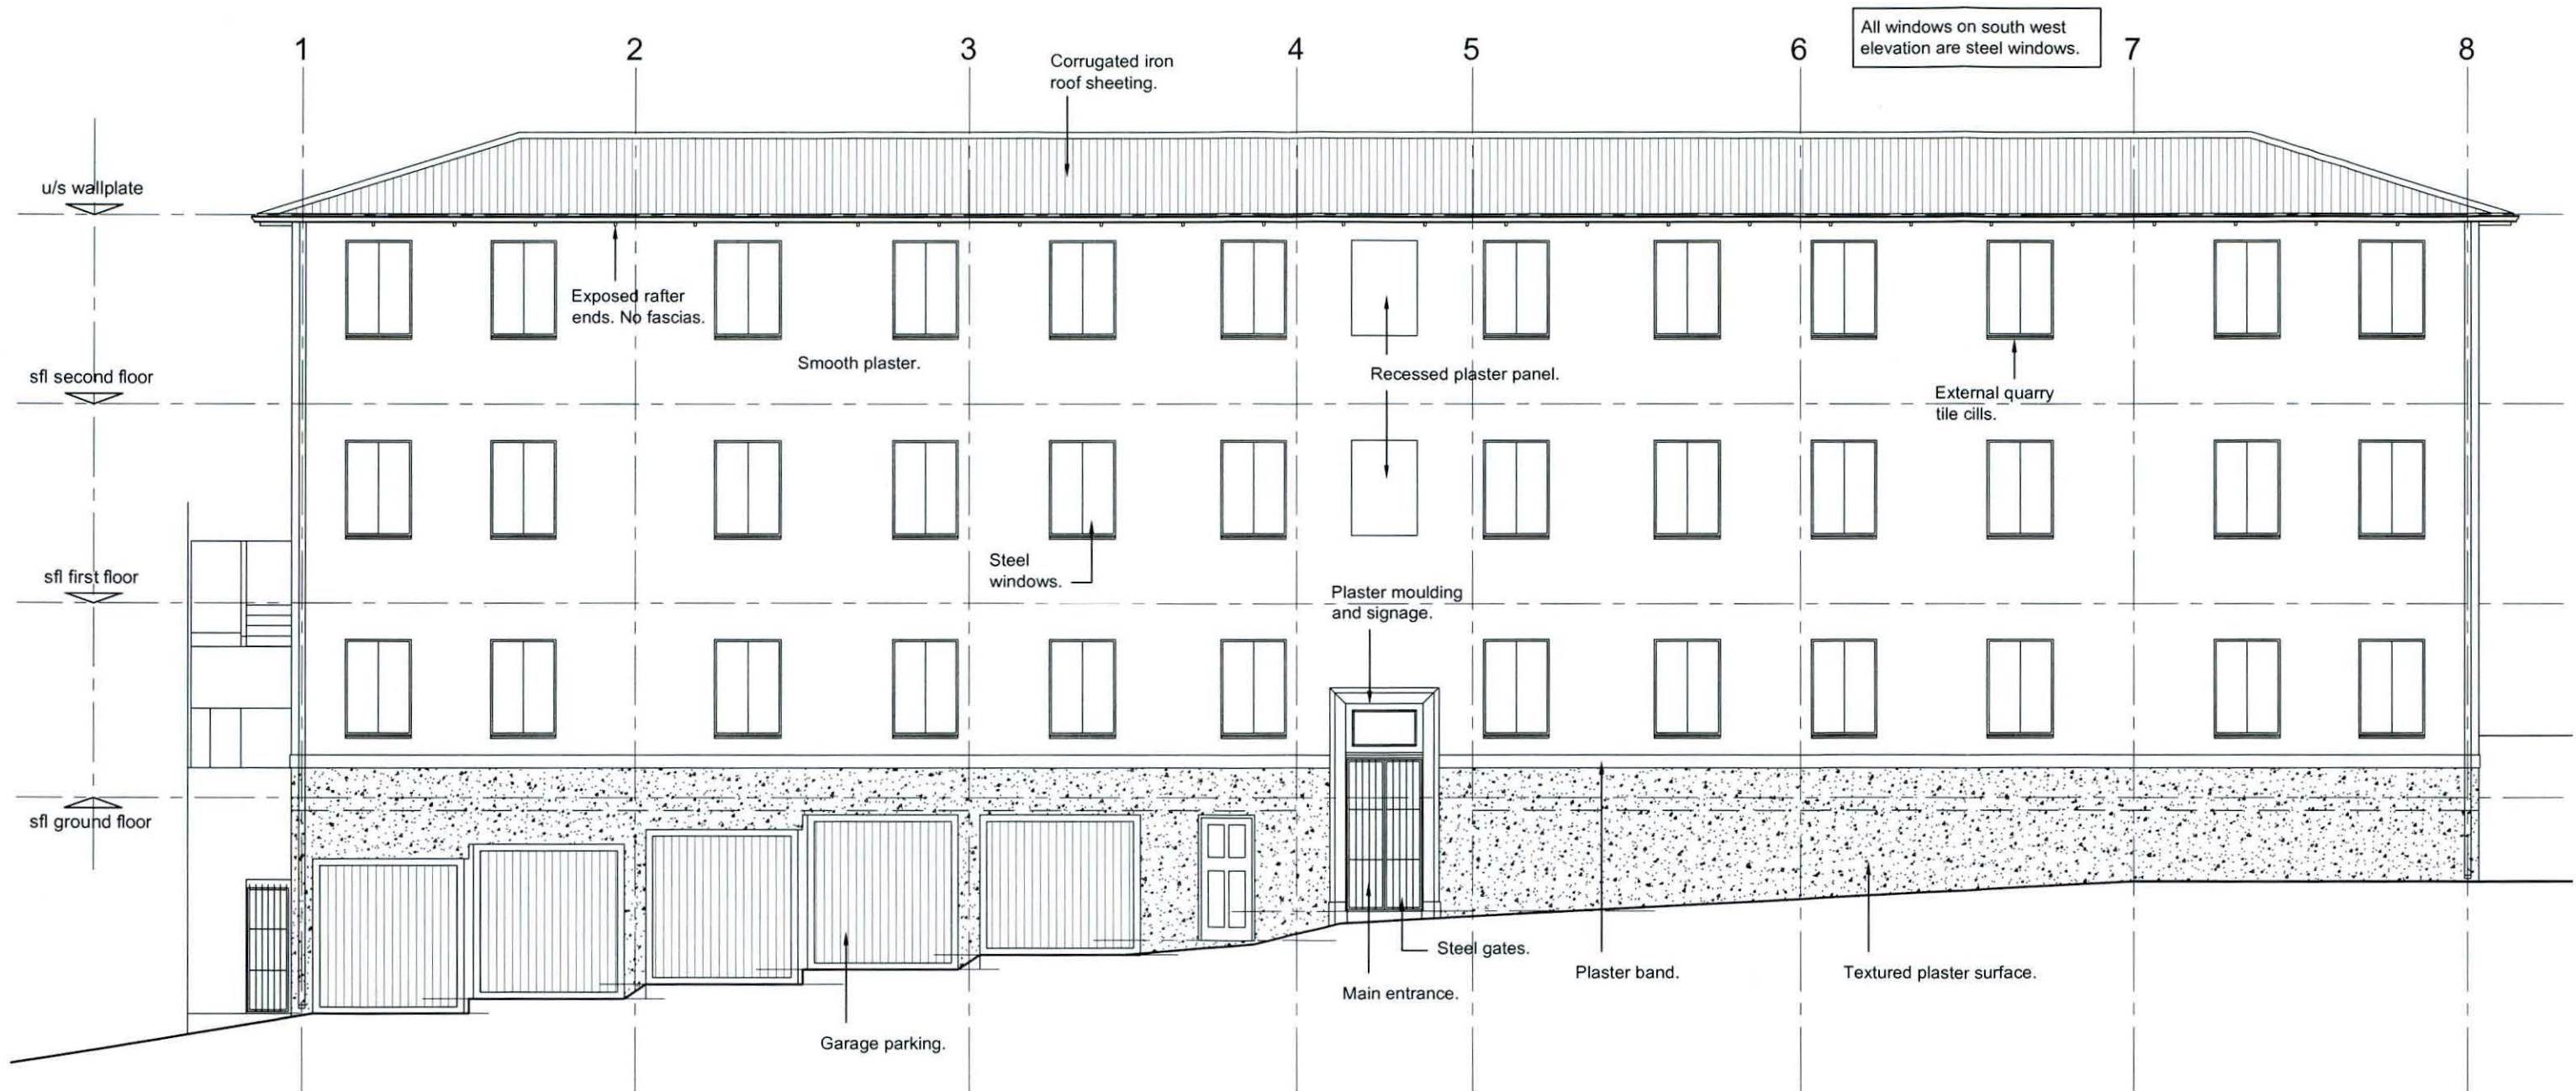 All windows on south west
elevation are steel windows.
1
2
3
4
5
6
7
8
Corrugated iron
roof sheeting.
u/s wallplate
Exposed rafter
ends. No fascias.
Smooth plaster.
Recessed plaster panel.
sfl second floor
External quarry
tile cills.
Steel
windows.
sfl first floor
Plaster moulding
and signage.
sfl ground floor
Steel gates.
Plaster band.
Textured plaster surface.
Main entrance.
Garage parking.